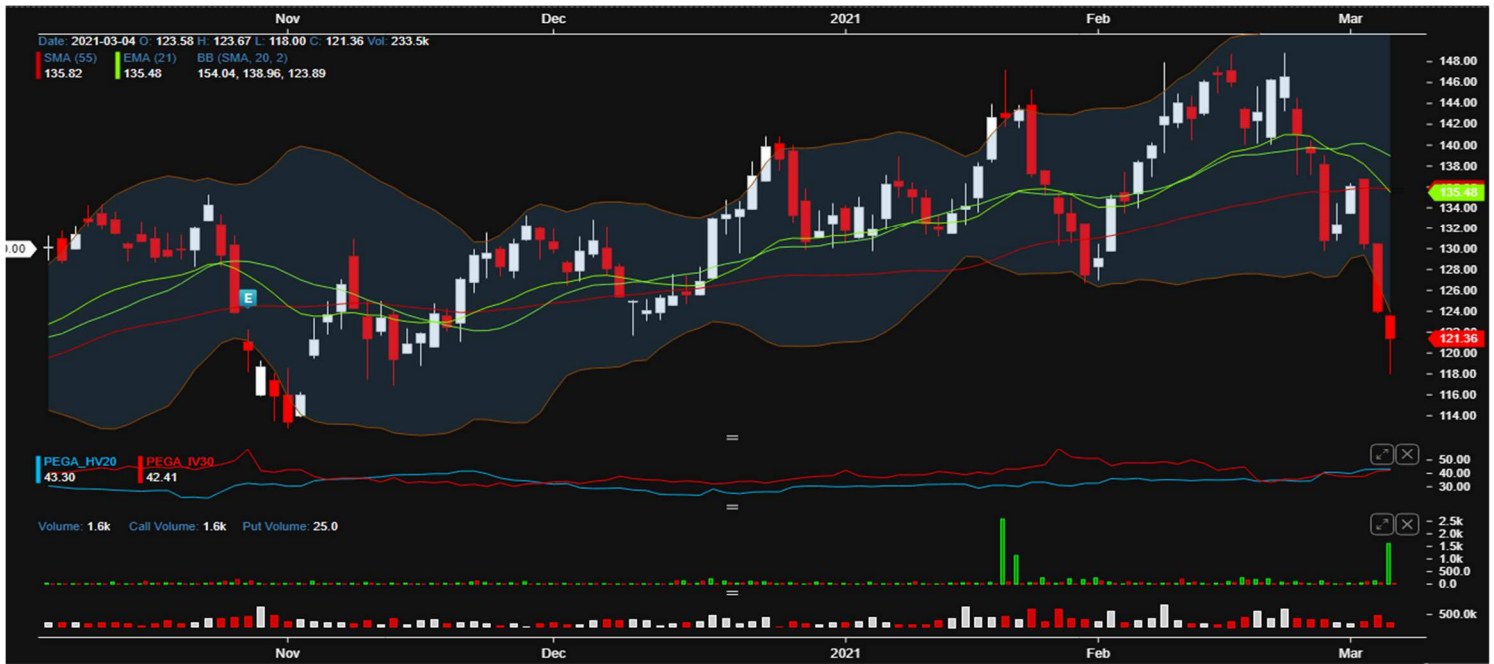 Nov Dec 2021 Feb Mar
Date: 2021-03-04 O: 123.58 H: 123.67 L: 118.00 C: 121.36 Vol: 233.5k
SMA (55) EMA (21) BB (SMA, 20, 2)
135.82 135.48 154.04, 138.96, 123.89
148.00
146.00
144.00
142.00
140.00
138.00
135.48
134.00
132.00
130.00
128.00
126.00
124.00
121.36
120.00
118.00
116.00
114.00
E
PEGA_HV20 PEGA_IV30
43.30 42.41
50.00
40.00
30.00
Volume: 1.6k Call Volume: 1.6k Put Volume: 25.0
2.5k
2.0k
1.5k
1.0k
500.0
0.0
500.0k
Nov Dec 2021 Feb Mar